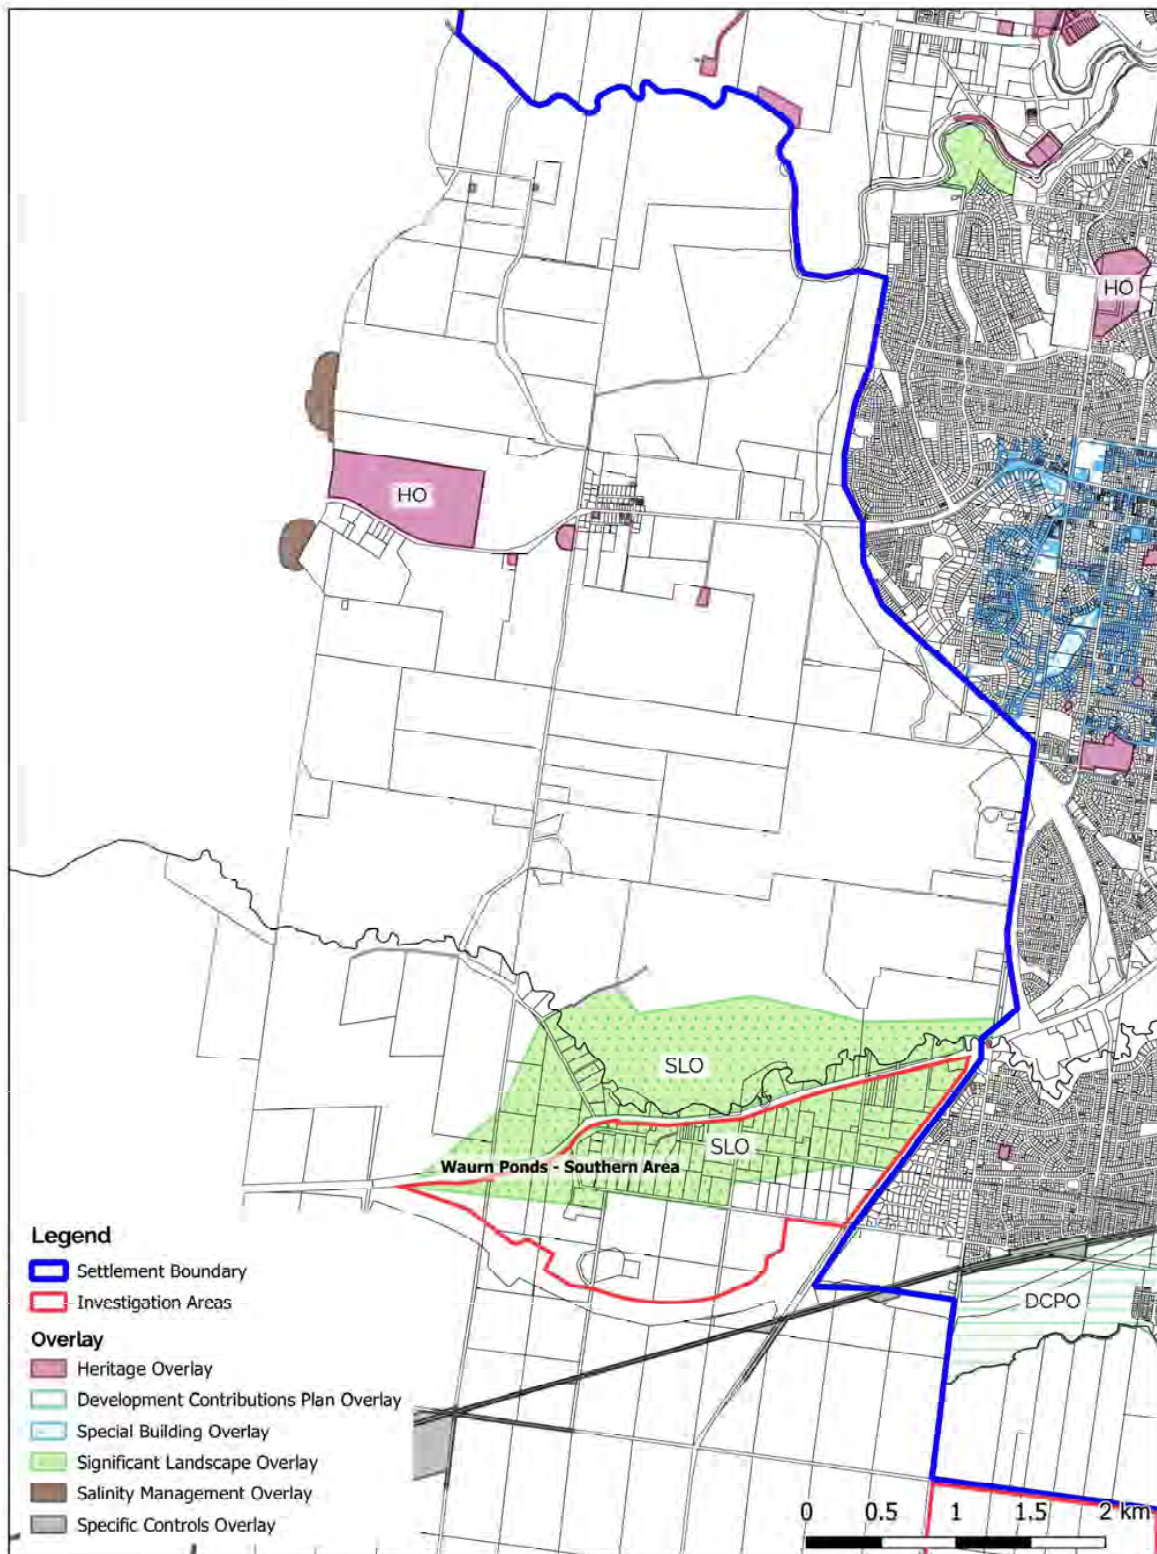 HO
HO
SLO
SLO
Waurn Ponds - Southern Area
DCPO
Legend
Settlement Boundary
Investigation Areas
Overlay
Heritage Overlay
Development Contributions Plan Overlay
Special Building Overlay
Significant Landscape Overlay
Salinity Management Overlay
Specific Controls Overlay
0 0.5 1 1.5 2 km